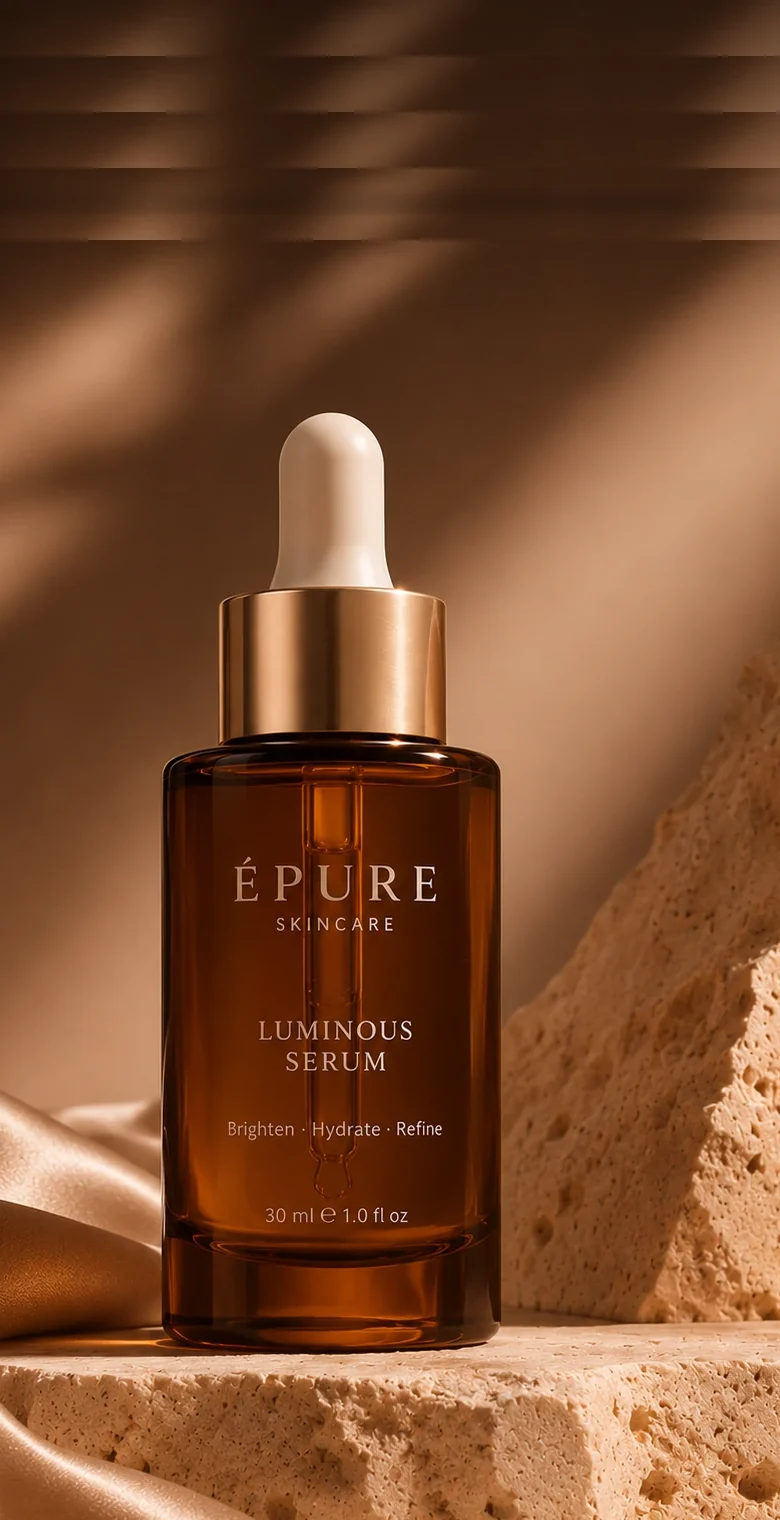 ÉPURE
SKINCARE
LUMINOUS
SERUM
Brighten · Hydrate · Refine
30 ml ℮ 1.0 fl oz